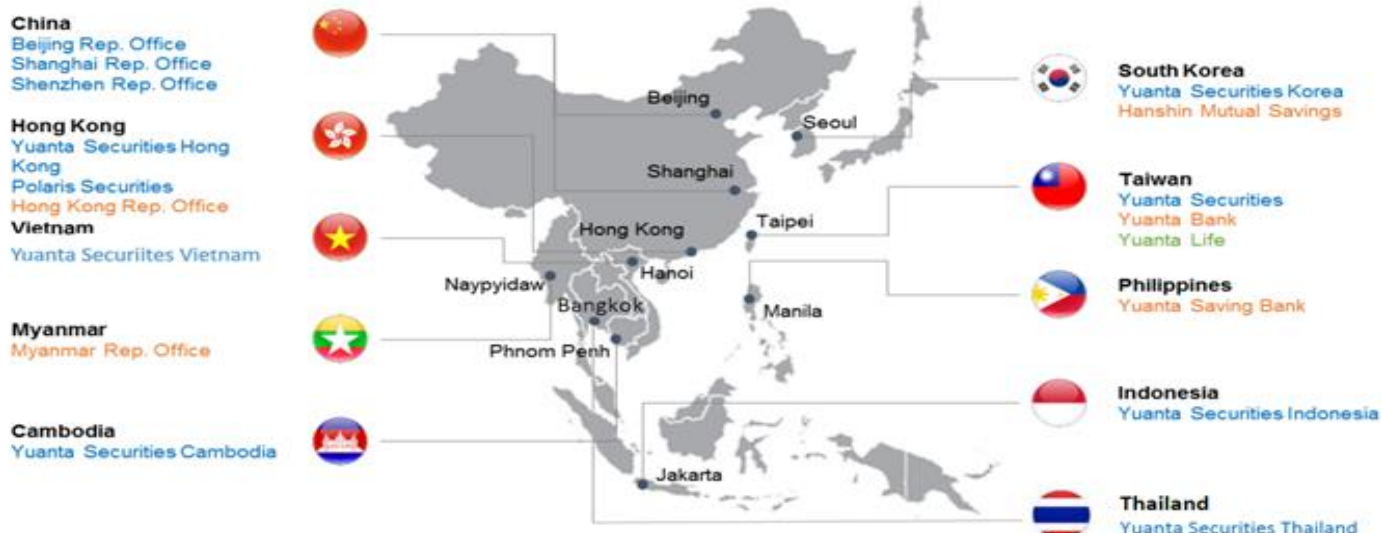 China
Beijing Rep. Office
Shanghai Rep. Office
Shenzhen Rep. Office
Hong Kong
Yuanta Securities Hong
Kong
Polaris Securities
Hong Kong Rep. Office
Vietnam
Yuanta Securiites Vietnam
Myanmar
Myanmar Rep. Office
Cambodia
Yuanta Securities Cambodia
Beijing
Seoul
Shanghai
Taipei
Hong Kong
Hanoi
Naypyidaw
Bangkok
Manila
Phnom Penh
Jakarta
South Korea
Yuanta Securities Korea
Hanshin Mutual Savings
Taiwan
Yuanta Securities
Yuanta Bank
Yuanta Life
Philippines
Yuanta Saving Bank
Indonesia
Yuanta Securities Indonesia
Thailand
Yuanta Securities Thailand